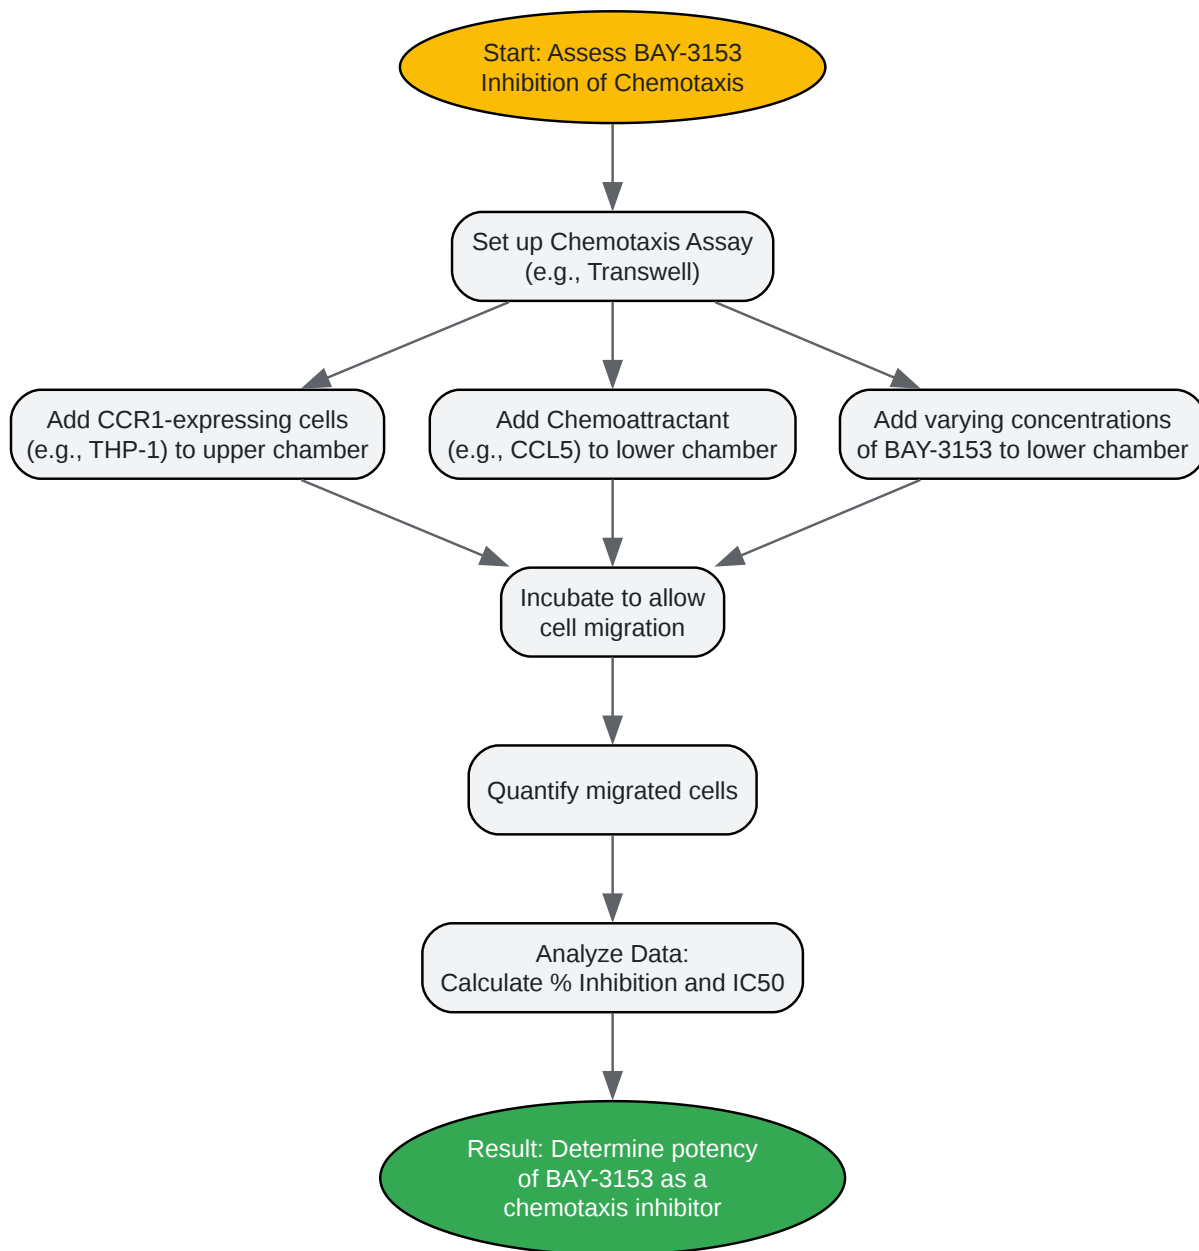 Start: Assess BAY-3153
Inhibition of Chemotaxis
Set up Chemotaxis Assay
(e.g., Transwell)
Add CCR1-expressing cells
(e.g., THP-1) to upper chamber
Add Chemoattractant
(e.g., CCL5) to lower chamber
Add varying concentrations
of BAY-3153 to lower chamber
Incubate to allow
cell migration
Quantify migrated cells
Analyze Data:
Calculate % Inhibition and IC50
Result: Determine potency
of BAY-3153 as a
chemotaxis inhibitor